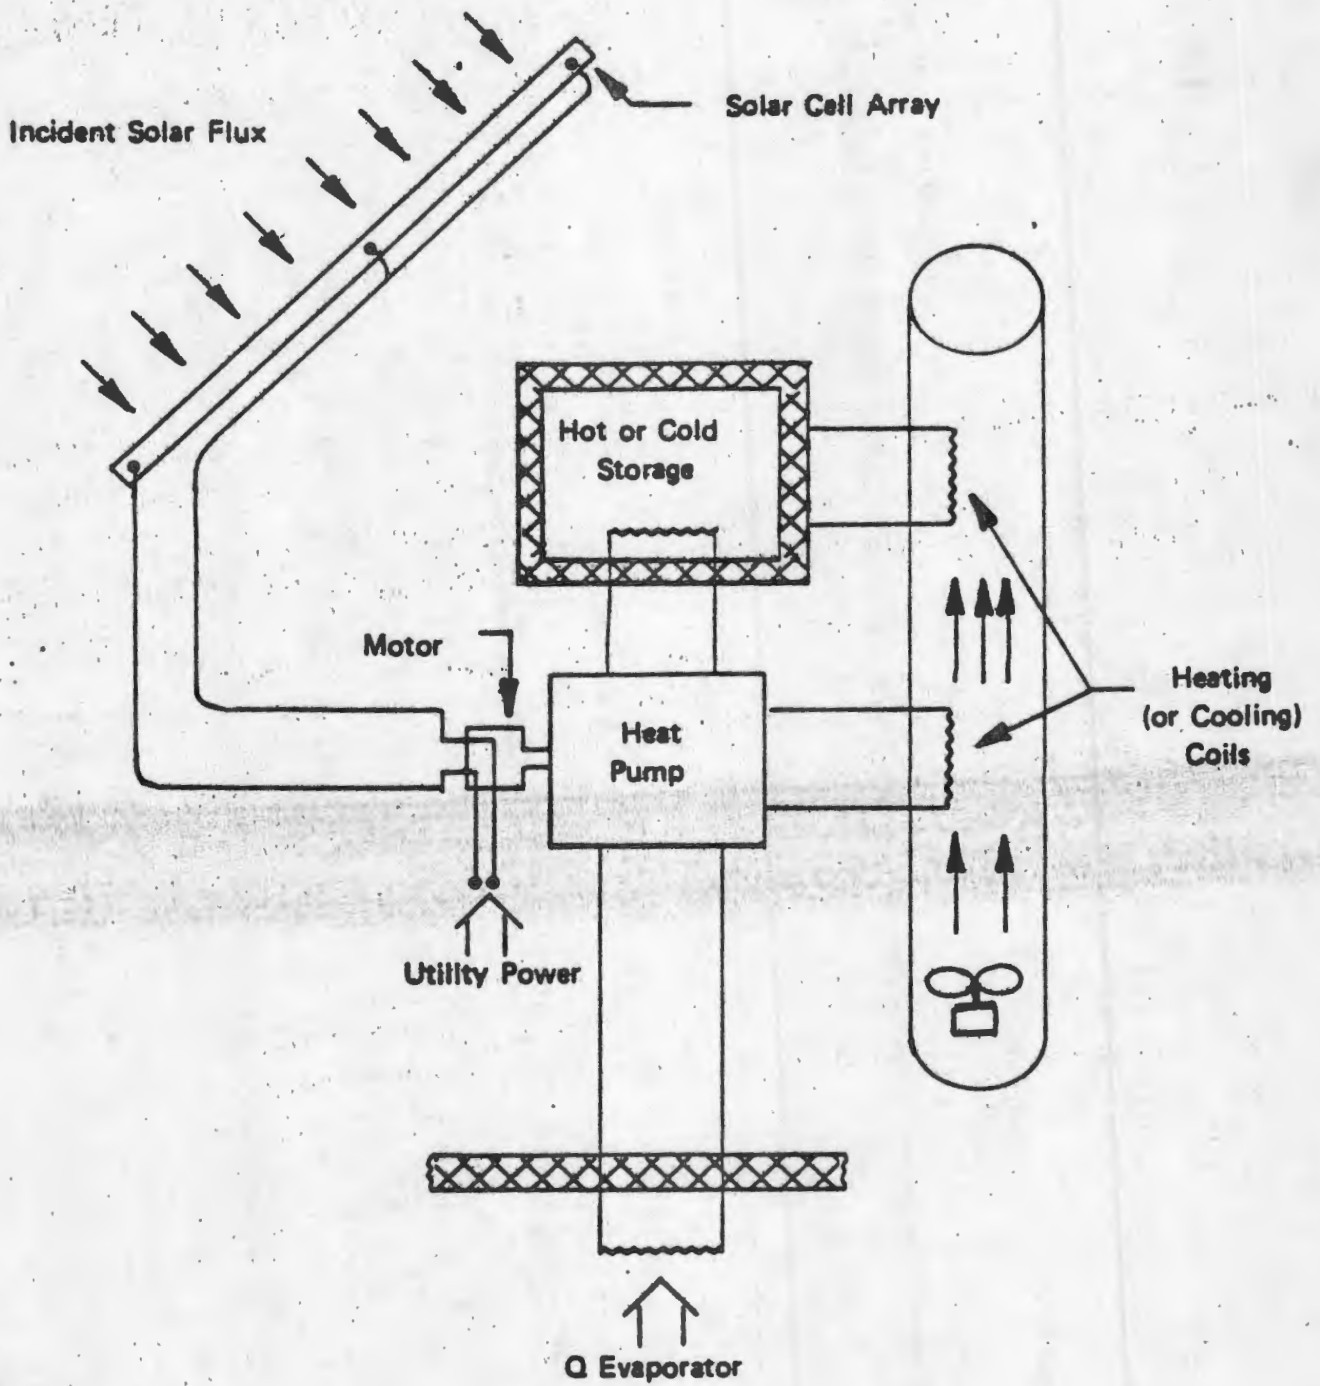 Solar Cell Array
Incident Solar Flux
Hot or Cold
Storage
Motor
Heating
(or Cooling)
Coils
Heat
Pump
Utility Power
Q Evaporator